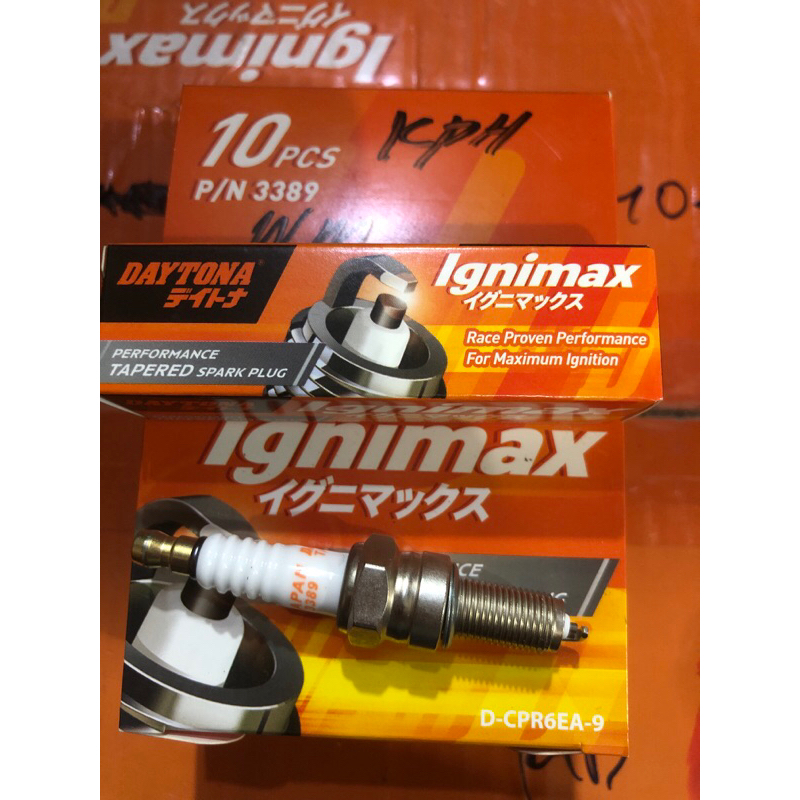 Ignimax
イグニマックス
10 PCS
KPH
P/N 3389
10
DAYTONA
デイトナ
Ignimax
イグニマックス
Race Proven Performance
For Maximum Ignition
PERFORMANCE
TAPERED SPARK PLUG
Ignimax
イグニマックス
3389
D-CPR6EA-9